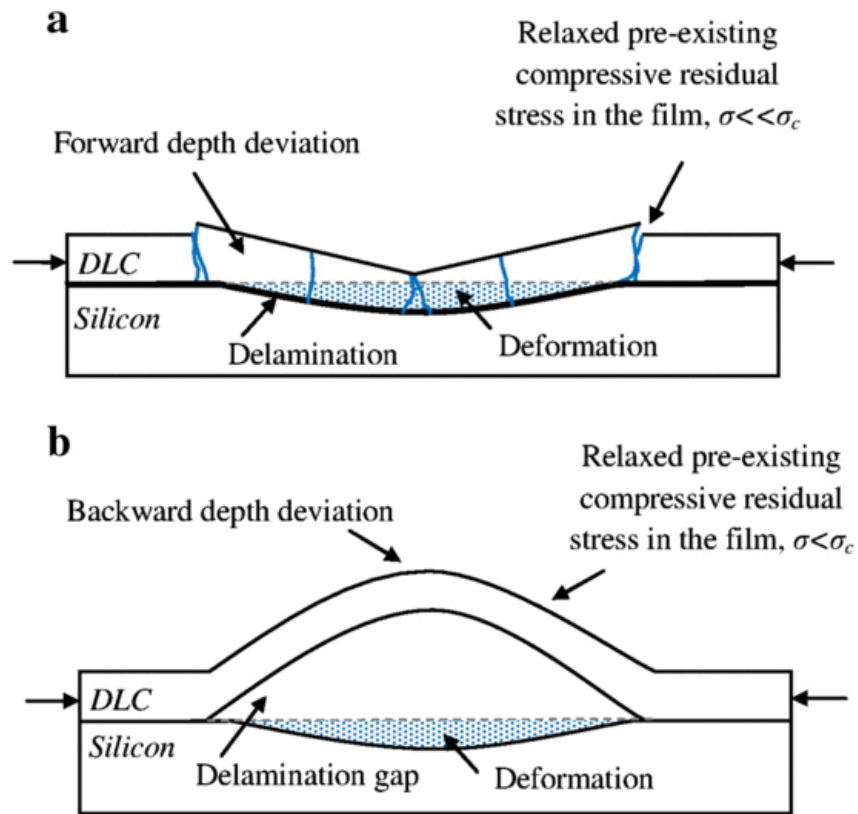 a
Relaxed pre-existing
compressive residual
stress in the film, σ<<σc
Forward depth deviation
DLC
Silicon
Delamination
Deformation
b
Relaxed pre-existing
compressive residual
stress in the film, σ<σc
Backward depth deviation
DLC
Silicon
Delamination gap
Deformation